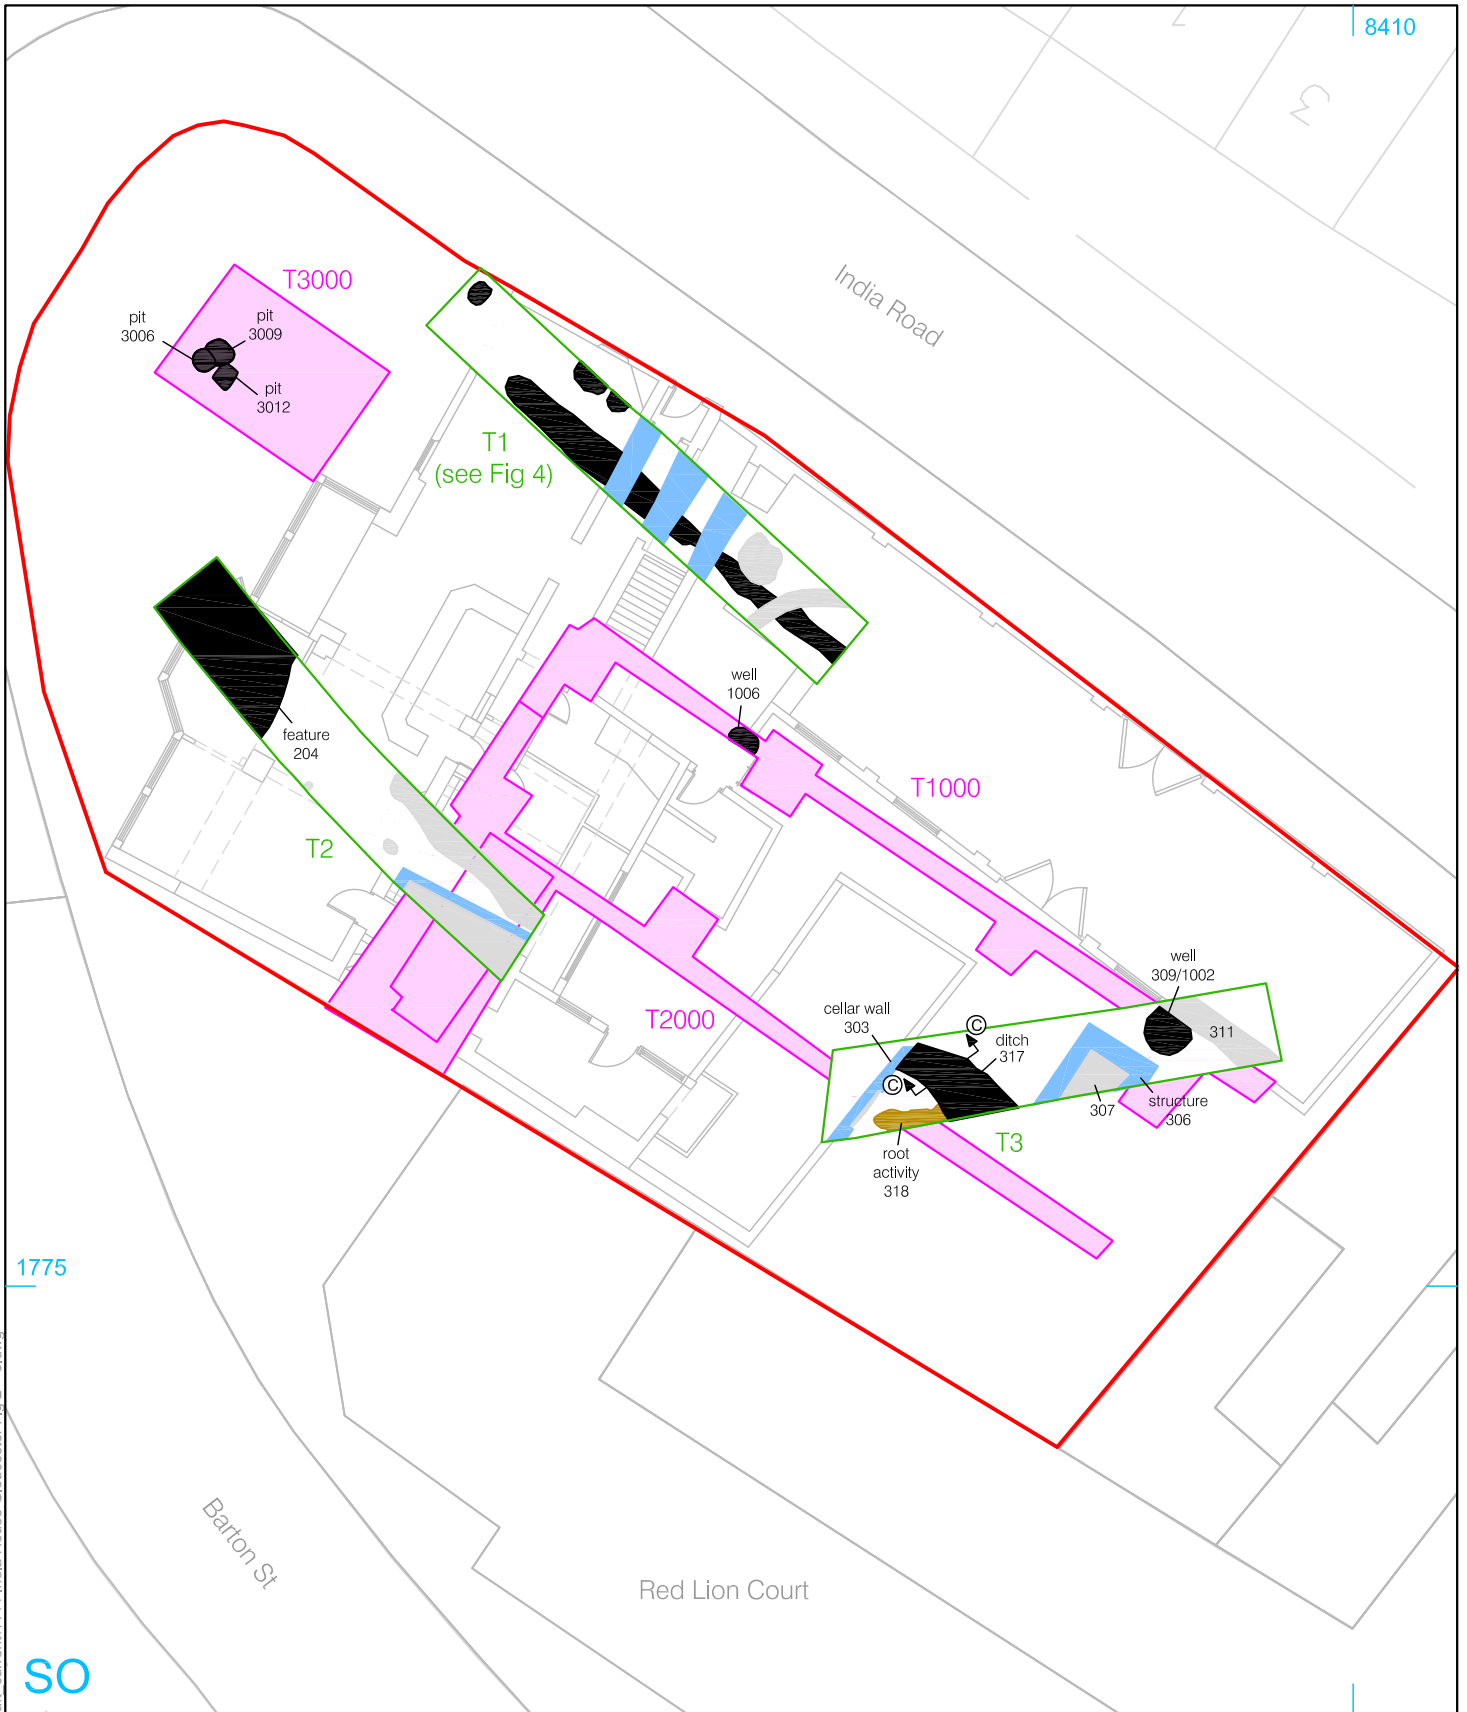 8410
3
India Road
T3000
pit
3006
pit
3009
pit
3012
T1
(see Fig 4)
well
1006
feature
204
T1000
T2
well
309/1002
311
cellar wall
303
C
ditch
317
C
T2000
307
structure
306
T3
root
activity
318
1775
Barton St
Red Lion Court
SO